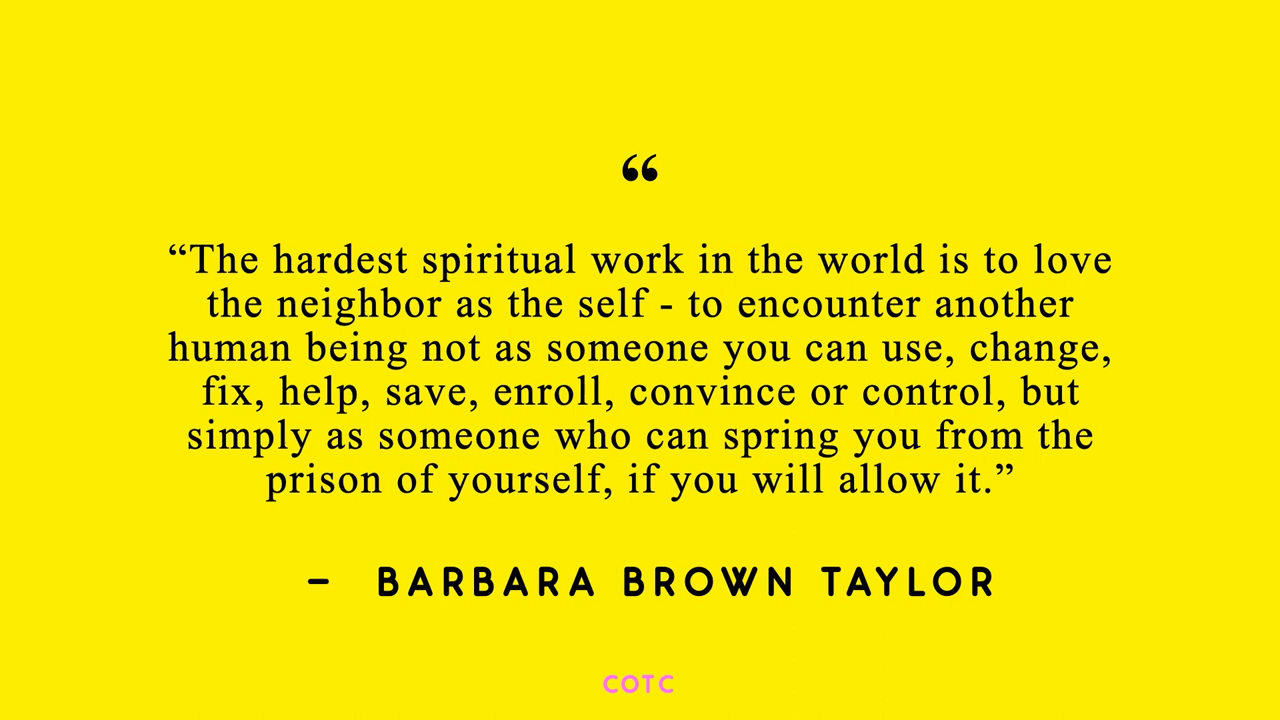 “
“The hardest spiritual work in the world is to love
the neighbor as the self - to encounter another
human being not as someone you can use, change,
fix, help, save, enroll, convince or control, but
simply as someone who can spring you from the
prison of yourself, if you will allow it.”
– BARBARA BROWN TAYLOR
COTC